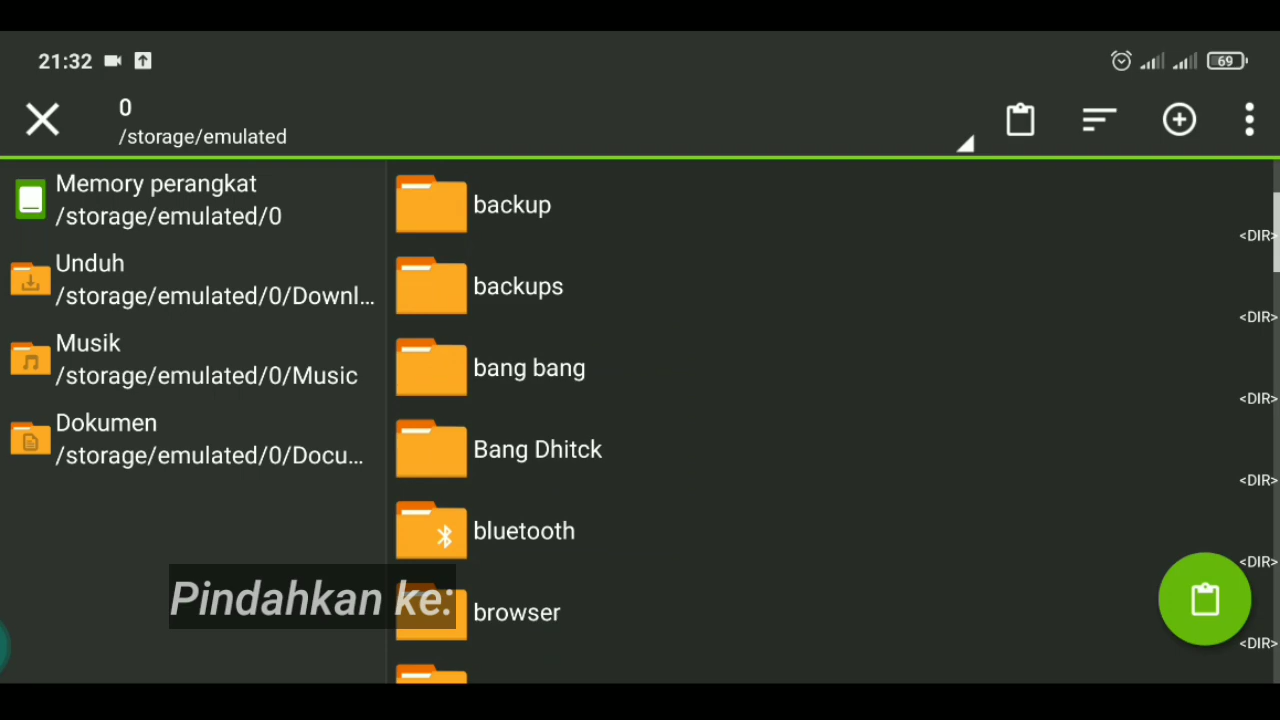 21:32
69
0
/storage/emulated
Memory perangkat
/storage/emulated/0
Unduh
/storage/emulated/0/Downl...
Musik
/storage/emulated/0/Music
Dokumen
/storage/emulated/0/Docu...
backup
<DIR>
backups
<DIR>
bang bang
<DIR>
Bang Dhitck
<DIR>
bluetooth
<DIR>
browser
<DIR>
Pindahkan ke: